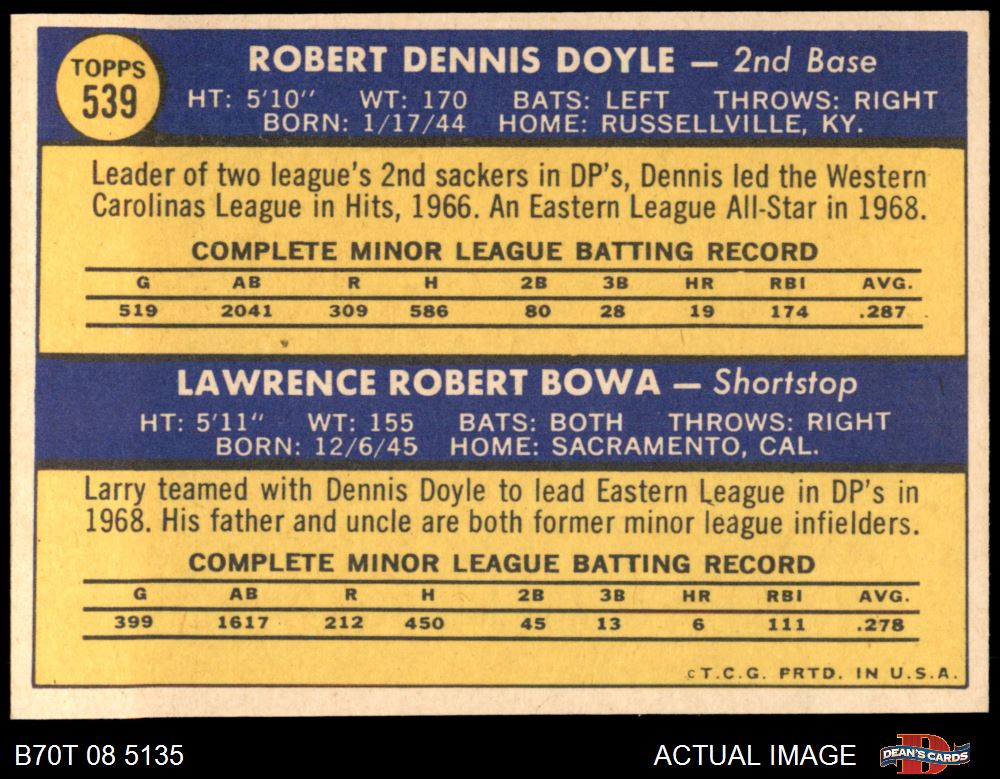 TOPPS
539
ROBERT DENNIS DOYLE — 2nd Base
HT: 5'10" WT: 170 BATS: LEFT THROWS: RIGHT
BORN: 1/17/44 HOME: RUSSELLVILLE, KY.
Leader of two league's 2nd sackers in DP's, Dennis led the Western
Carolinas League in Hits, 1966. An Eastern League All-Star in 1968.
COMPLETE MINOR LEAGUE BATTING RECORD
G AB R H 2B 3B HR RBI AVG.
519 2041 309 586 80 28 19 174 .287
LAWRENCE ROBERT BOWA — Shortstop
HT: 5'11" WT: 155 BATS: BOTH THROWS: RIGHT
BORN: 12/6/45 HOME: SACRAMENTO, CAL.
Larry teamed with Dennis Doyle to lead Eastern League in DP's in
1968. His father and uncle are both former minor league infielders.
COMPLETE MINOR LEAGUE BATTING RECORD
G AB R H 2B 3B HR RBI AVG.
399 1617 212 450 45 13 6 111 .278
©T.C.G. PRTD. IN U.S.A.
B70T 08 5135 ACTUAL IMAGE DEAN'S CARDS